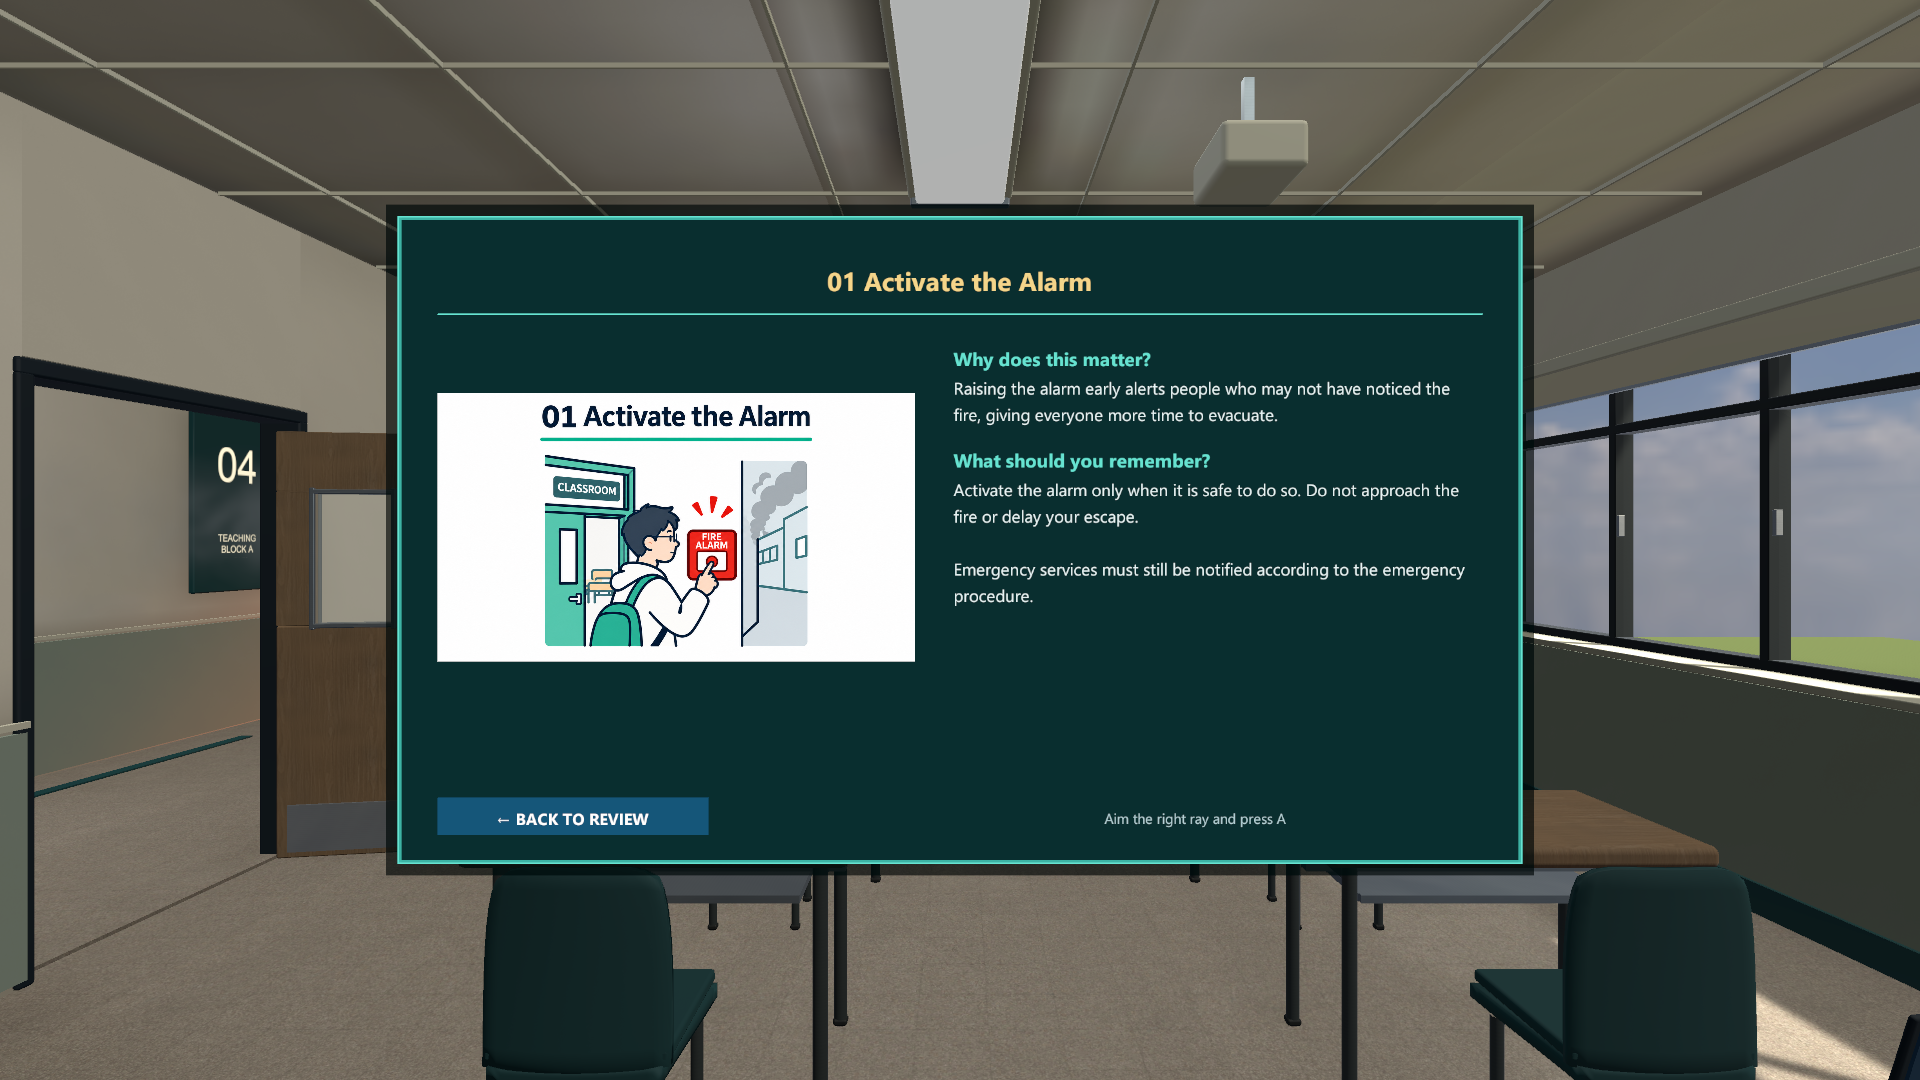 01 Activate the Alarm
01 Activate the Alarm
CLASSROOM
FIRE
ALARM
Why does this matter?
Raising the alarm early alerts people who may not have noticed the
fire, giving everyone more time to evacuate.
What should you remember?
Activate the alarm only when it is safe to do so. Do not approach the
fire or delay your escape.
Emergency services must still be notified according to the emergency
procedure.
← BACK TO REVIEW
Aim the right ray and press A
04
TEACHING
BLOCK A